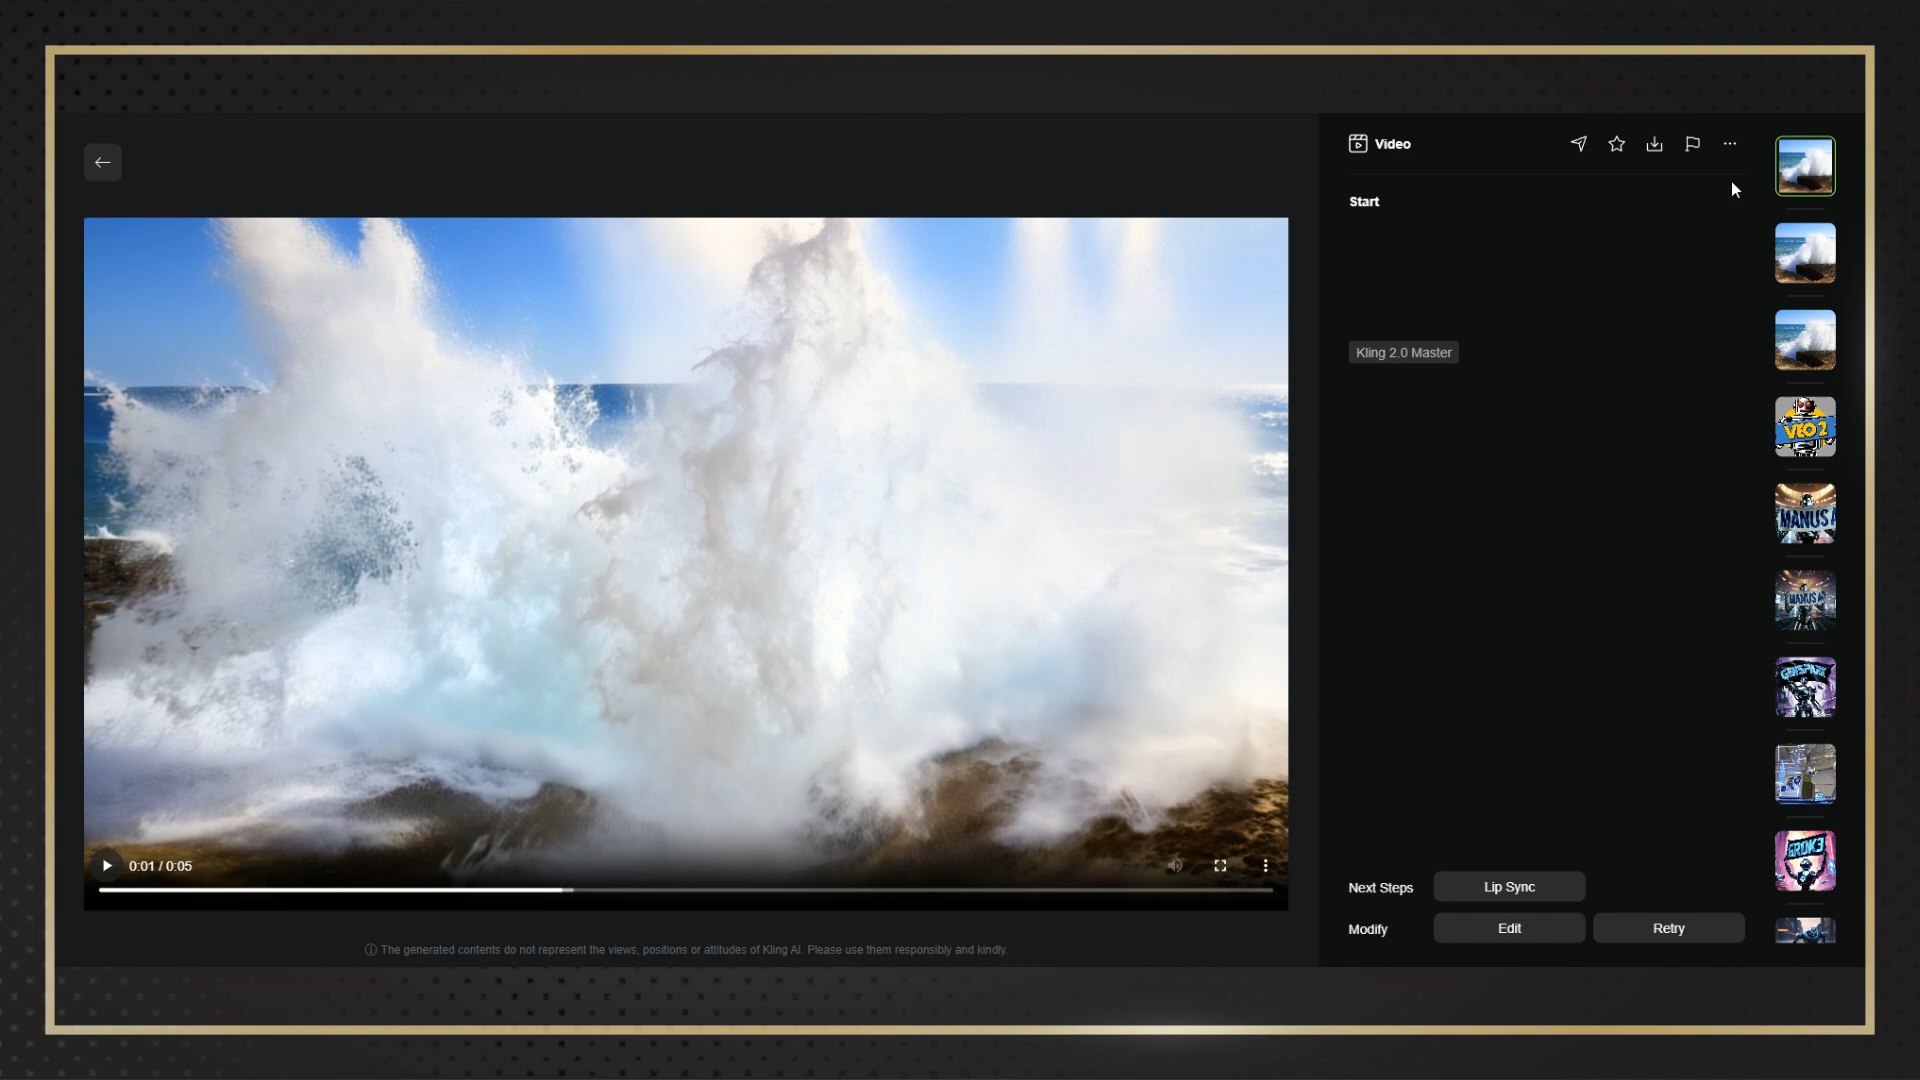 Video
Start
Kling 2.0 Master
VEO 2
MANUS A
MANUS A
GROK3
0:01 / 0:05
Next Steps
Lip Sync
Modify
Edit
Retry
The generated contents do not represent the views, positions or attitudes of Kling AI. Please use them responsibly and kindly.